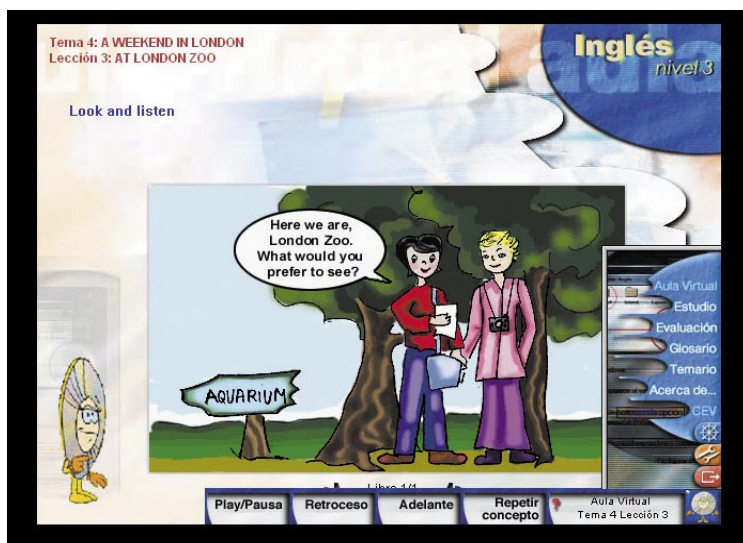 Tema 4: A WEEKEND IN LONDON
Lección 3: AT LONDON ZOO
Inglés
nivel 3
Look and listen
Here we are,
London Zoo.
What would you
prefer to see?
AQUARIUM
Aula Virtual
Estudio
Evaluación
Glosario
Temario
Acerca de...
CEV
Libro 1/1
Play/Pausa
Retroceso
Adelante
Repetir
concepto
Aula Virtual
Tema 4 Lección 3